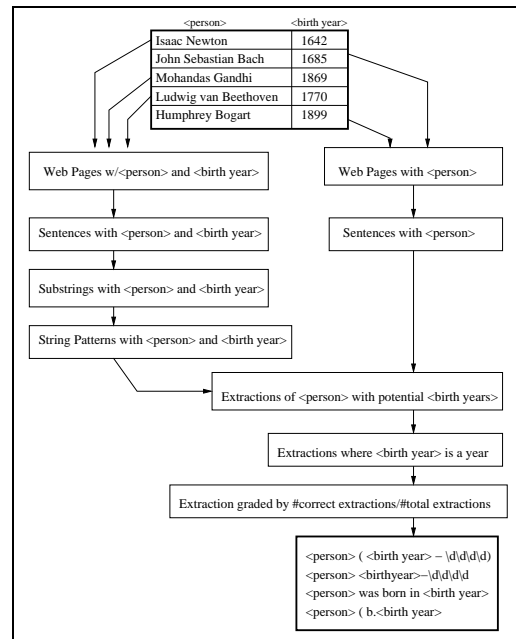 <person> <birth year>
Isaac Newton 1642
John Sebastian Bach 1685
Mohandas Gandhi 1869
Ludwig van Beethoven 1770
Humphrey Bogart 1899
Web Pages w/<person> and <birth year>
Web Pages with <person>
Sentences with <person> and <birth year>
Sentences with <person>
Substrings with <person> and <birth year>
String Patterns with <person> and <birth year>
Extractions of <person> with potential <birth years>
Extractions where <birth year> is a year
Extraction graded by #correct extractions/#total extractions
<person> ( <birth year> – \d\d\d\d)
<person> <birthyear>–\d\d\d\d
<person> was born in <birth year>
<person> ( b.<birth year>